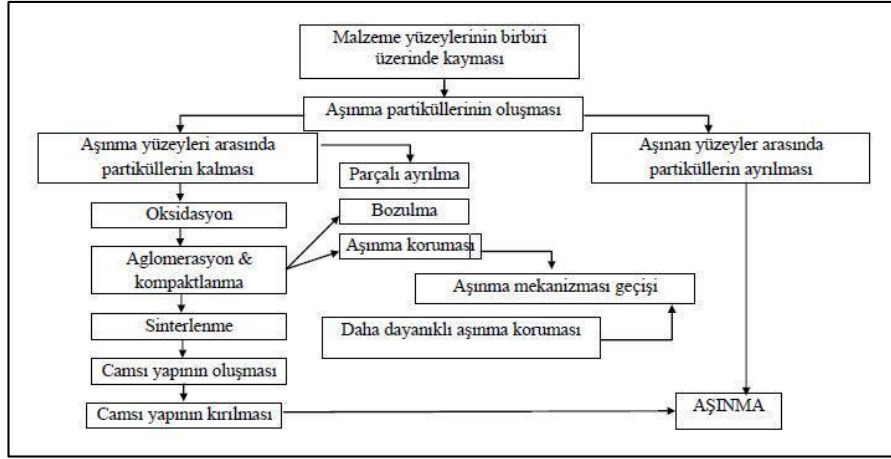 Malzeme yüzeylerinin birbiri
üzerinde kayması
Aşınma partiküllerinin oluşması
Aşınma yüzeyleri arasında
partiküllerin kalması
Aşınan yüzeyler arasında
partiküllerin ayrılması
Parçalı ayrılma
Oksidasyon
Bozulma
Aşınma koruması
Aglomerasyon &
kompaktlanma
Aşınma mekanizması geçişi
Sinterlenme
Daha dayanıklı aşınma koruması
Camsı yapının oluşması
Camsı yapının kırılması
AŞINMA